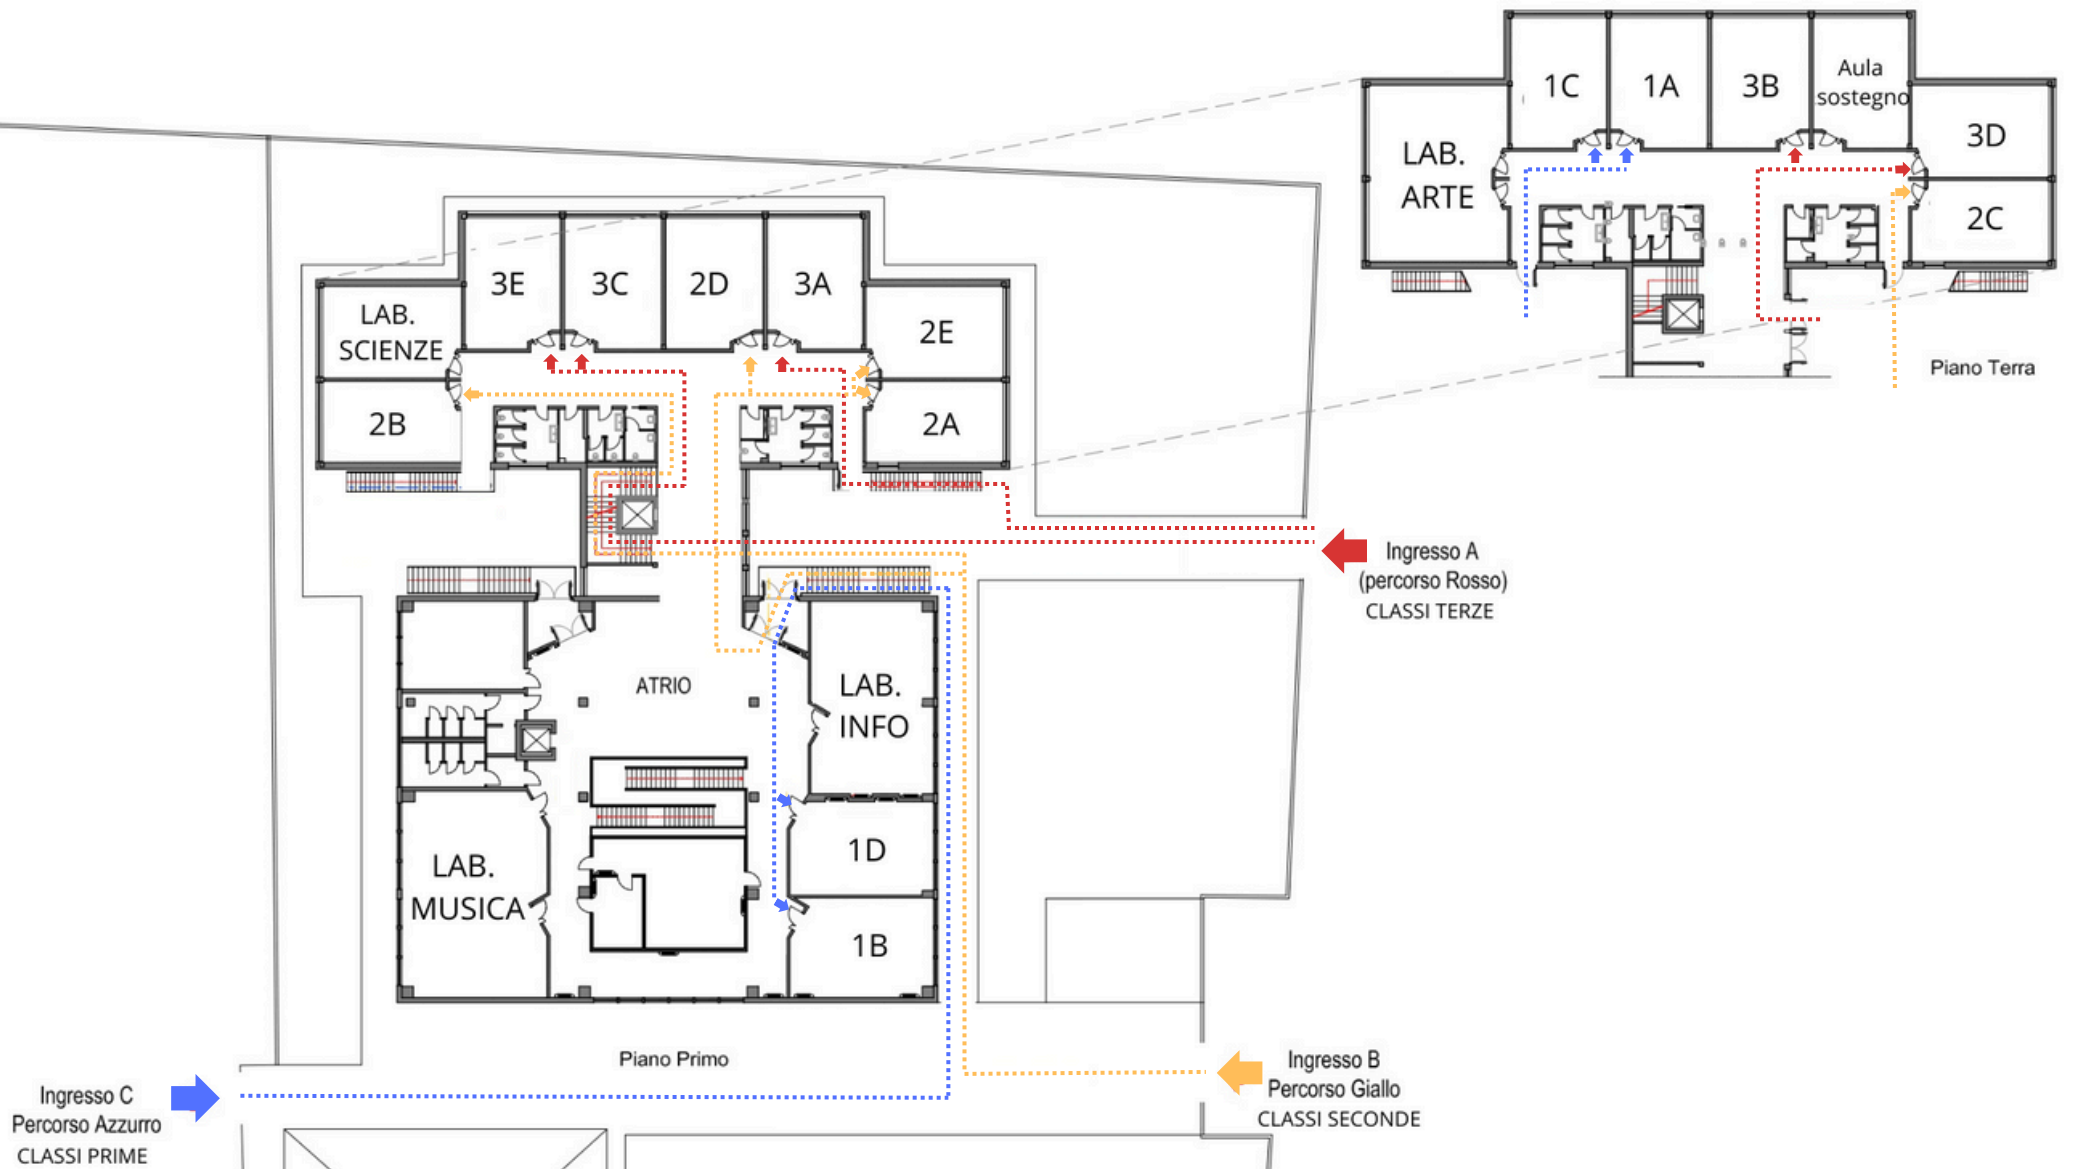 1C
1A
3B
Aula
sostegno
LAB.
ARTE
3D
2C
Piano Terra
3E
3C
2D
3A
LAB.
SCIENZE
2E
2B
2A
Ingresso A
(percorso Rosso)
CLASSI TERZE
ATRIO
LAB.
INFO
1D
LAB.
MUSICA
1B
Piano Primo
Ingresso B
Percorso Giallo
CLASSI SECONDE
Ingresso C
Percorso Azzurro
CLASSI PRIME